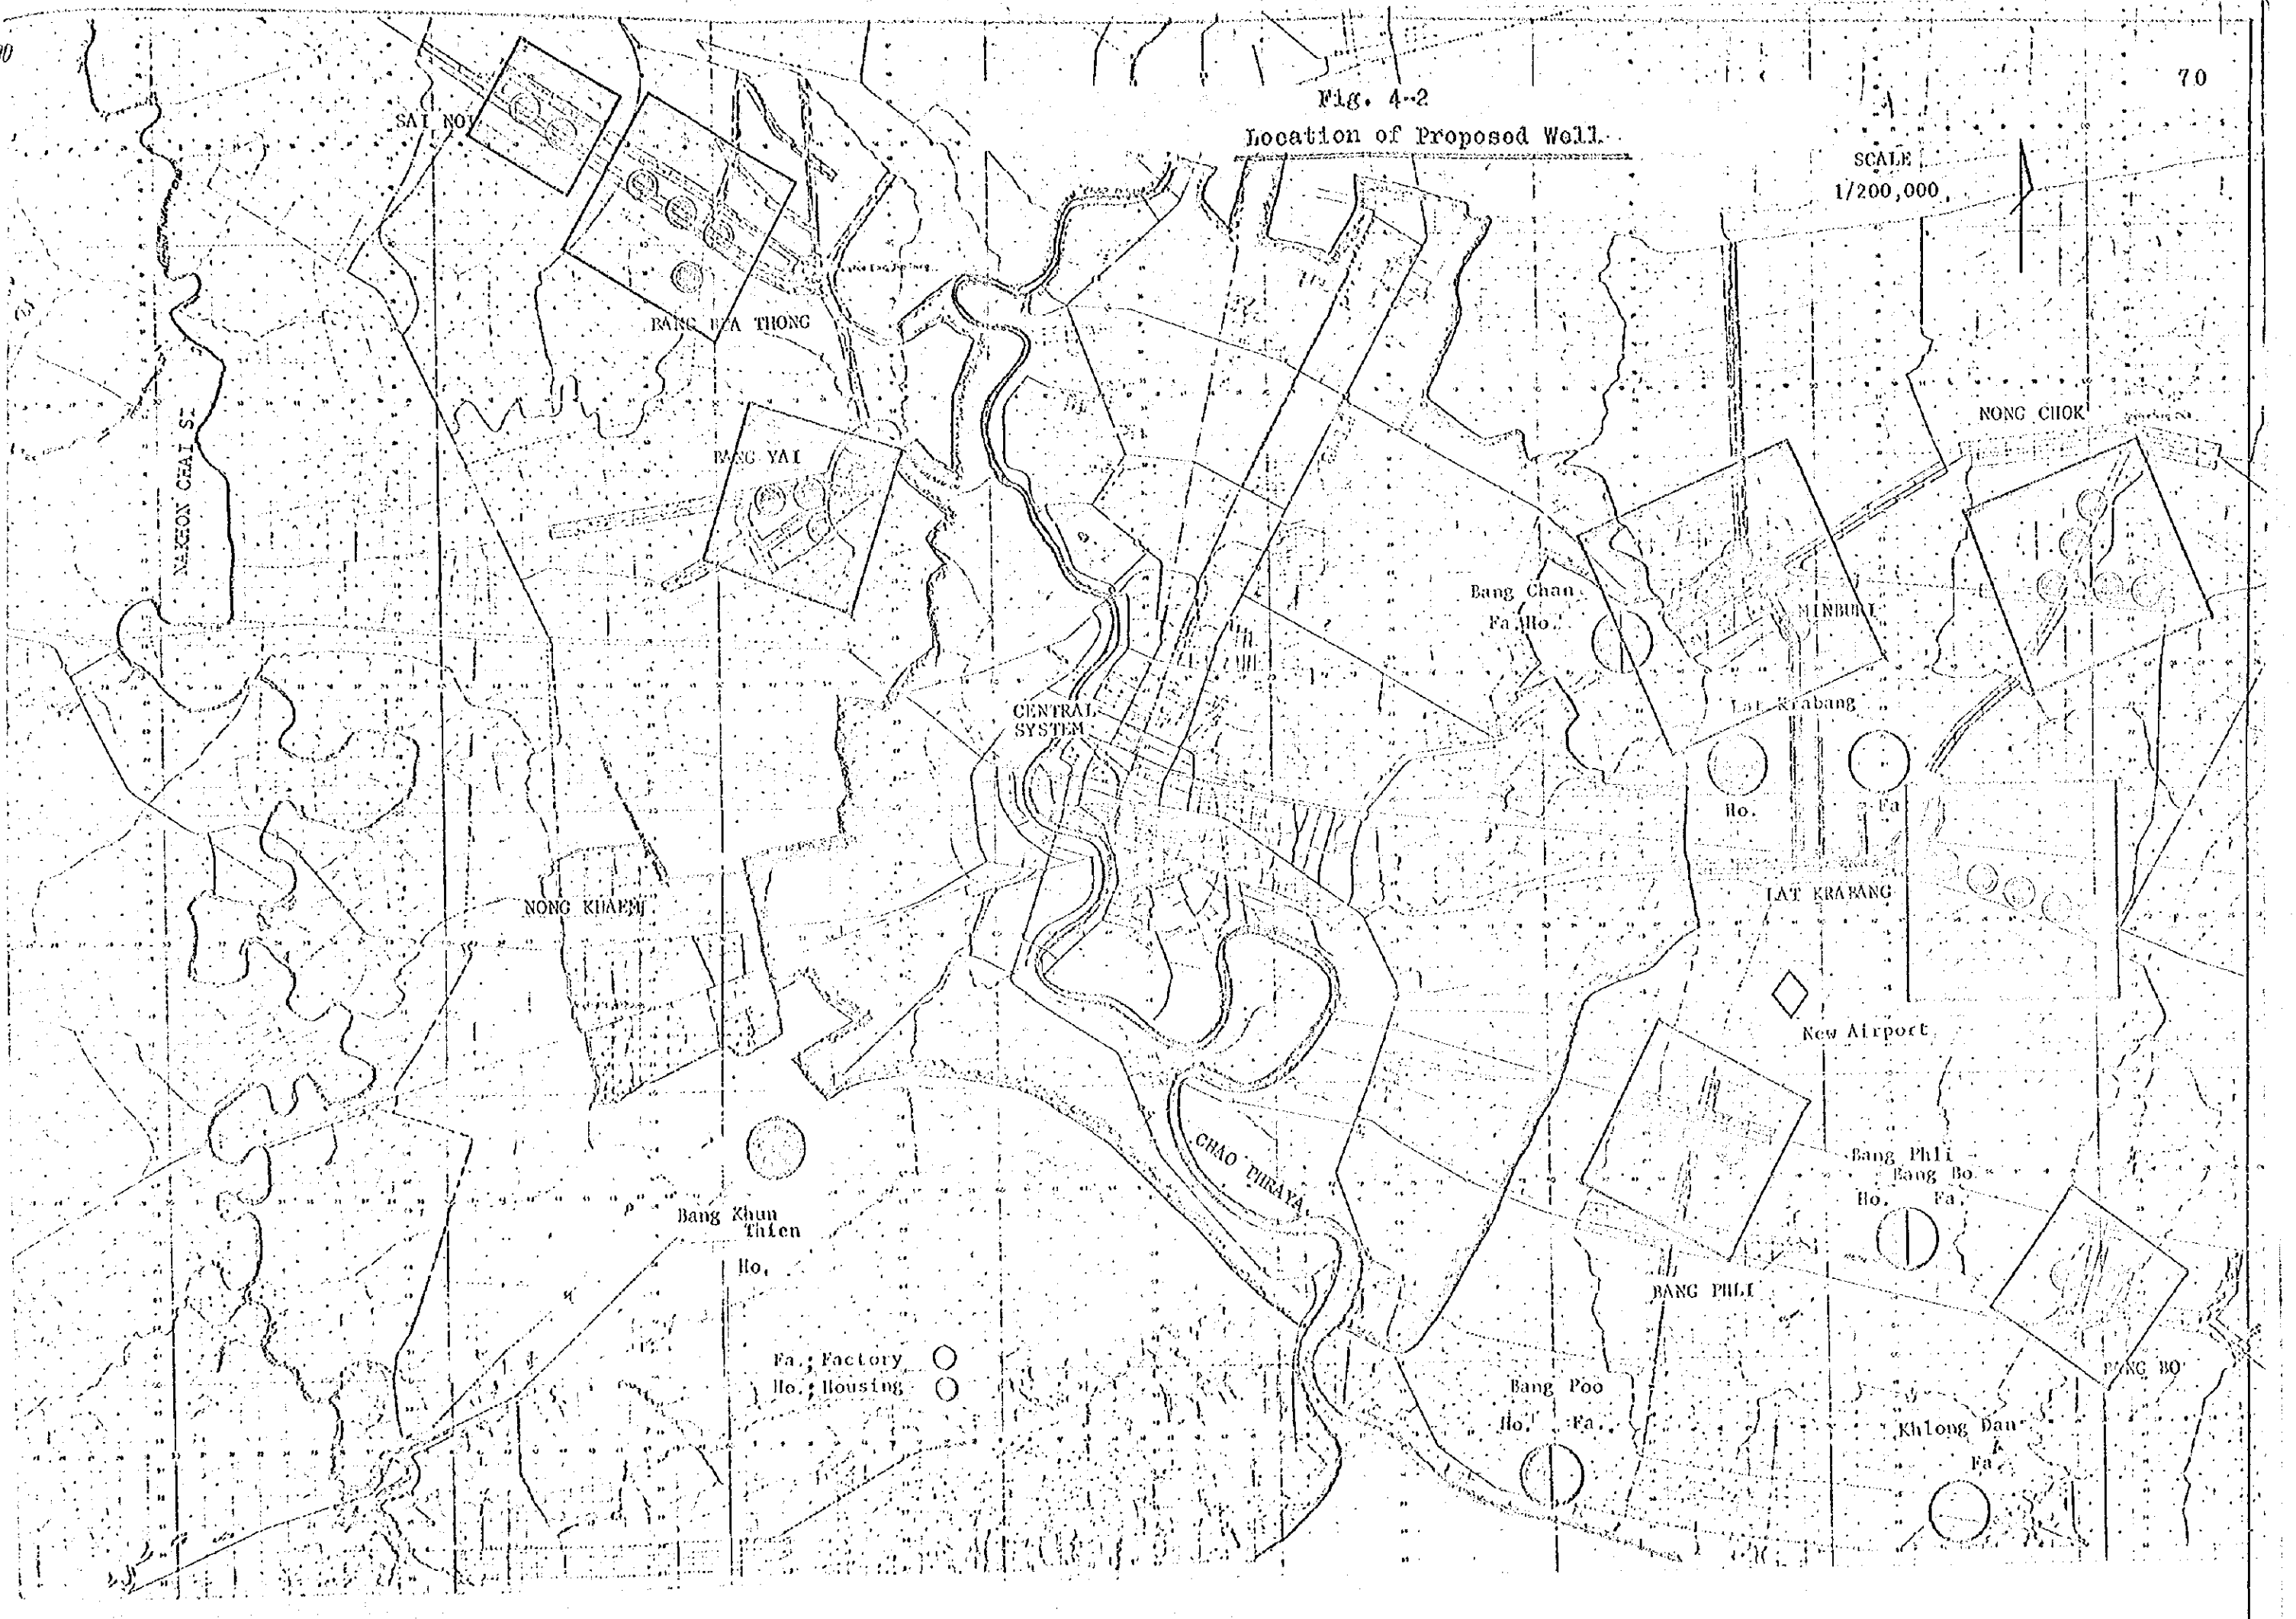 70
Fig. 4-2
Location of Proposed Well
SCALE
1/200,000
SAI NOI
BANG BUA THONG
NONG CHOK
BANG YAI
NAKHON CHAI SI
Bang Chan
Fa. Ho.
MINBURI
CENTRAL
SYSTEM
Lat Krabang
Ho.
Fa
LAT KRABANG
NONG KHAEM
New Airport
CHAO PHRAYA
Bang Phli
Bang Bo
Ho. Fa.
Bang Khun
Thien
Ho.
BANG PHLI
Fa.; Factory
Ho.; Housing
BANG BO
Bang Poo
Ho. Fa.
Khlong Dan
Fa.